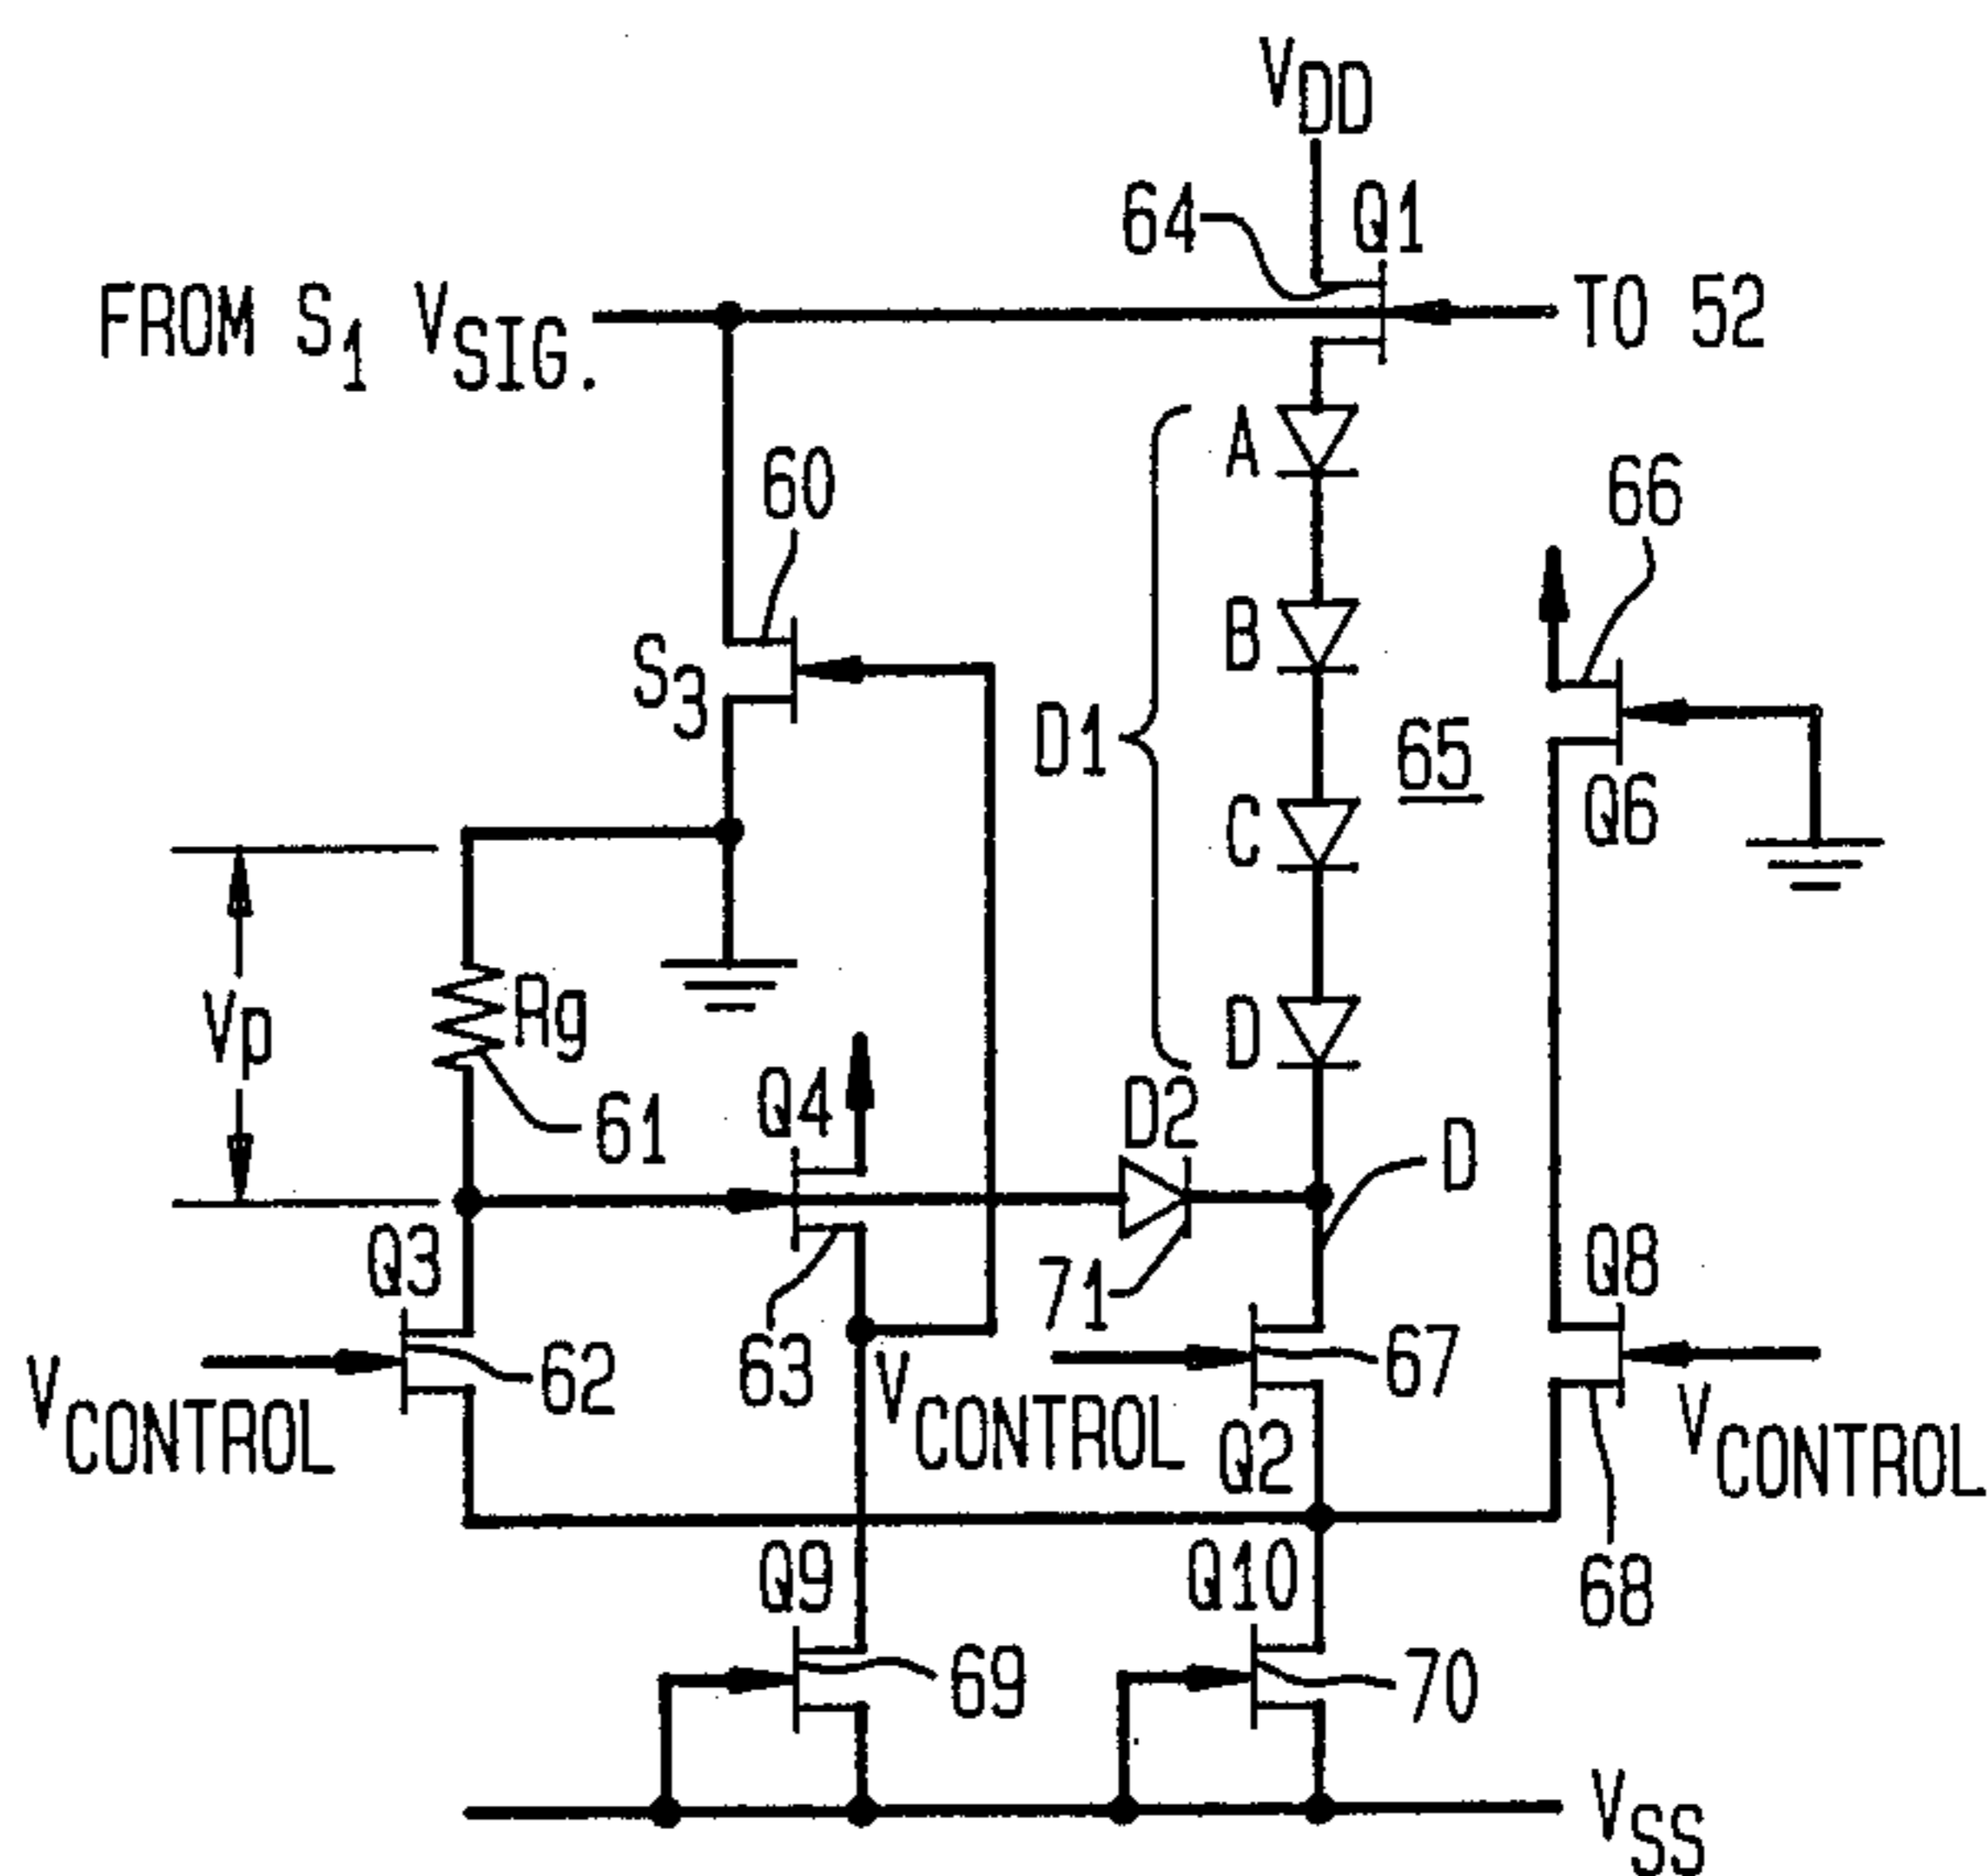 VDD
64 Q1
FROM S1 VSIG. TO 52
A
60 66
S3 B
D1 65
C Q6
Vp Rg D
Q4 D2
61 D
Q3 71 Q8
62 63 67
VCONTROL VCONTROL Q2 VCONTROL
Q9 Q10 68
69 70
VSS